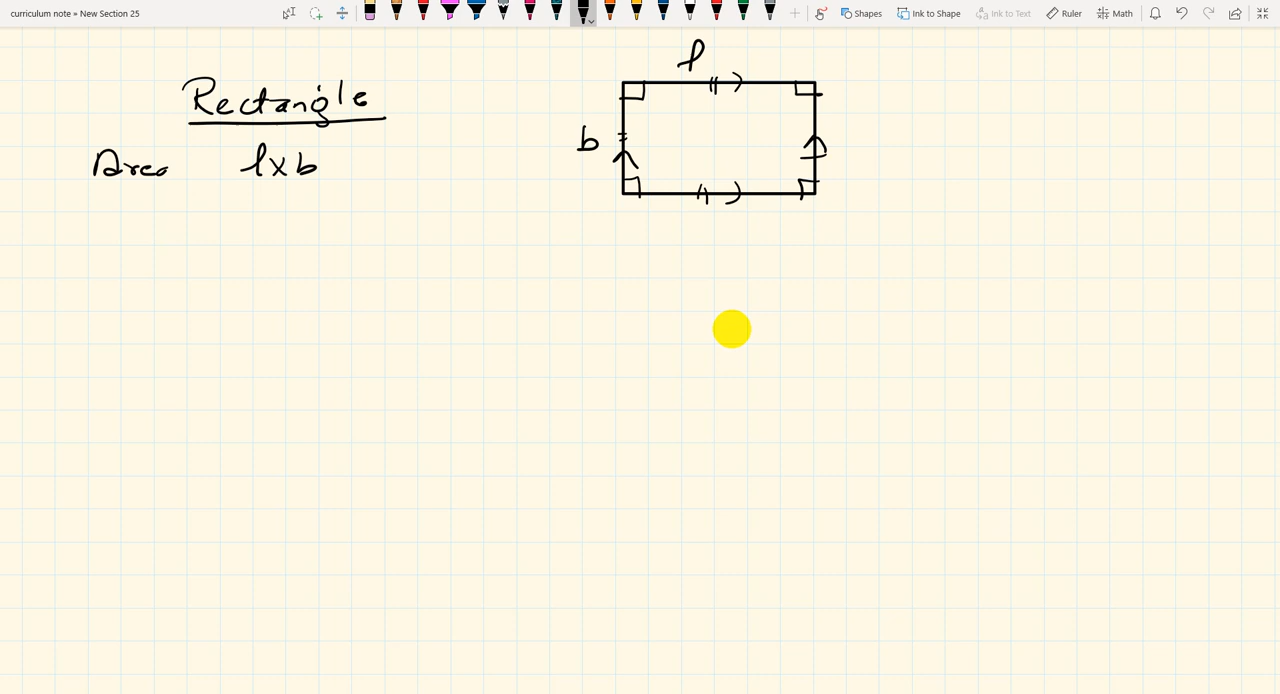 curriculum note » New Section 25
Shapes
Ink to Shape
Ink to Text
Ruler
Math
l
Rectangle
b
Area l x b